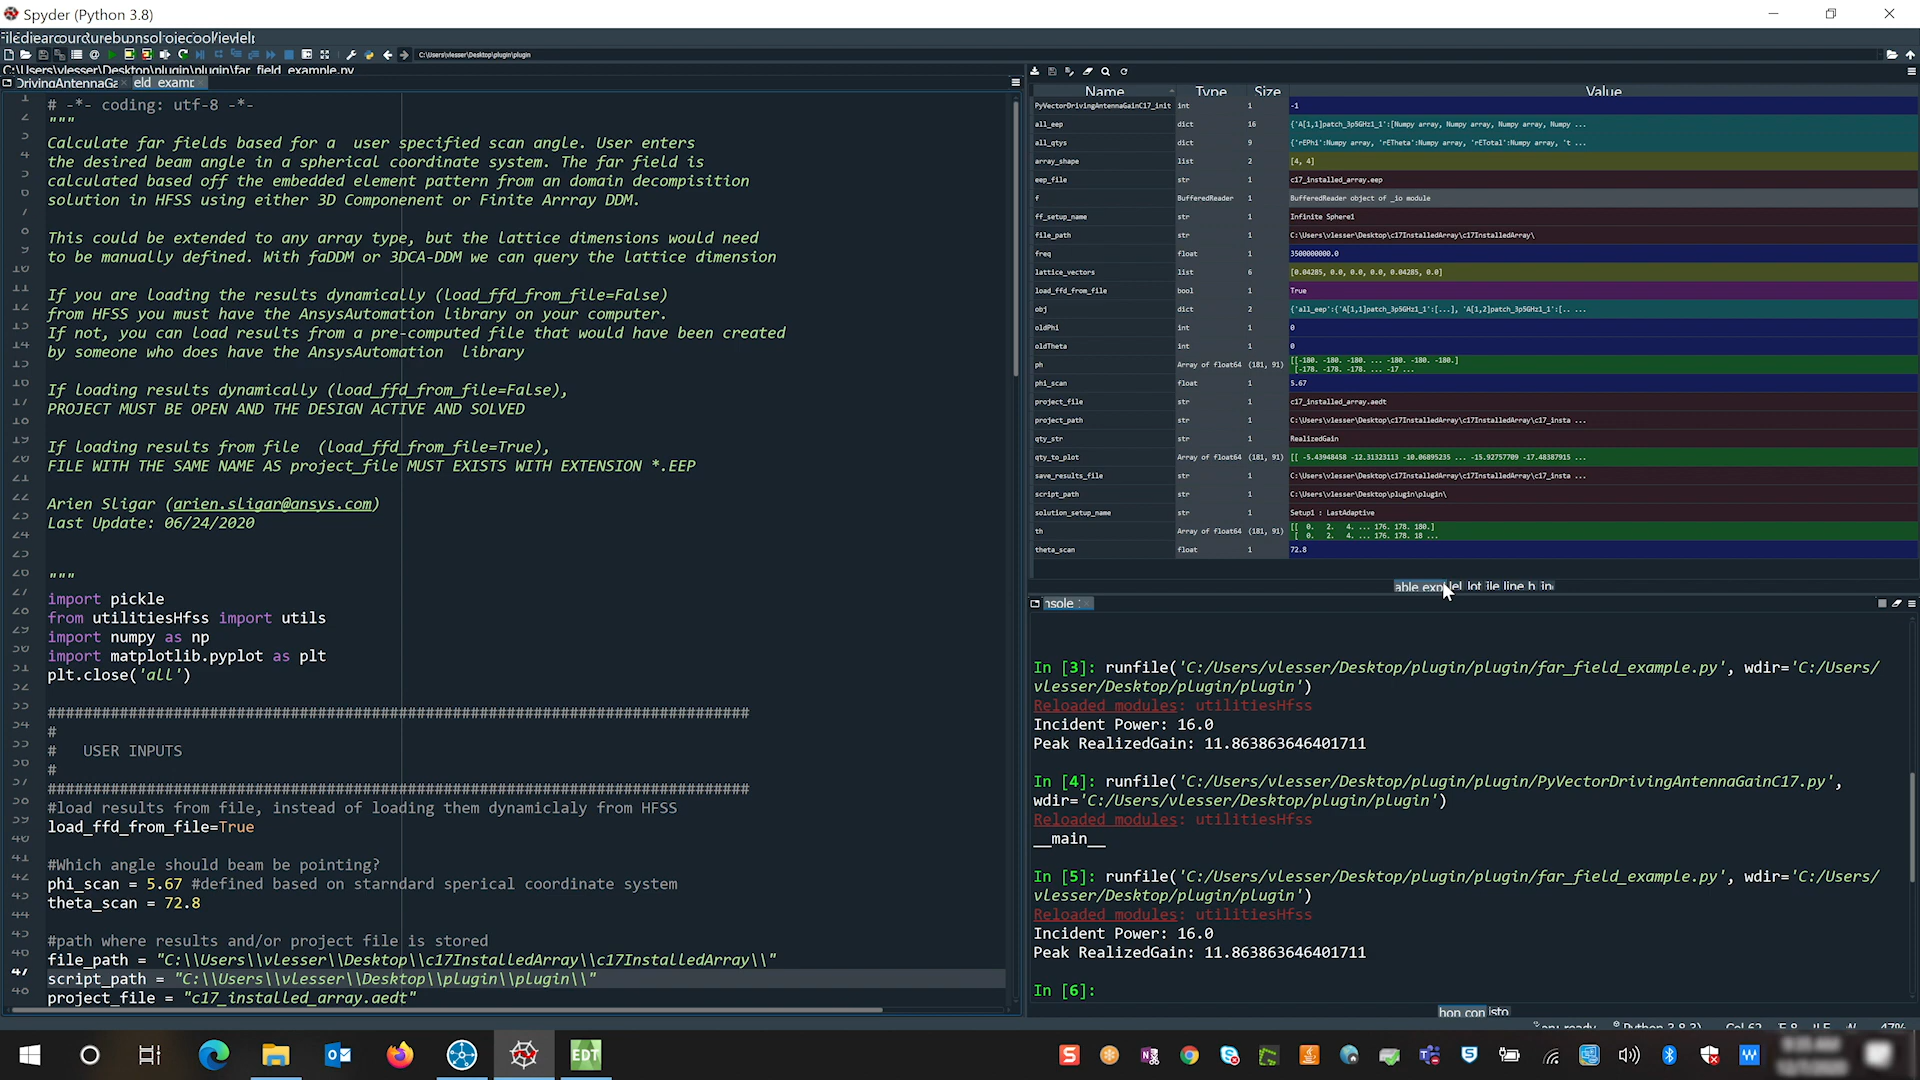 Spyder (Python 3.8)
C:\Users\vlesser\Desktop\plugin\plugin
C:\Users\vlesser\Desktop\plugin\plugin\far_field_example.py
DrivingAntennaGa eld_examp
# -*- coding: utf-8 -*-
"""
Calculate far fields based for a  user specified scan angle. User enters
the desired beam angle in a spherical coordinate system. The far field is
calculated based off the embedded element pattern from an domain decompisition
solution in HFSS using either 3D Componenent or Finite Arrray DDM.
This could be extended to any array type, but the lattice dimensions would need
to be manually defined. With faDDM or 3DCA-DDM we can query the lattice dimension
If you are loading the results dynamically (load_ffd_from_file=False)
from HFSS you must have the AnsysAutomation library on your computer.
If not, you can load results from a pre-computed file that would have been created
by someone who does have the AnsysAutomation  library
If loading results dynamically (load_ffd_from_file=False),
PROJECT MUST BE OPEN AND THE DESIGN ACTIVE AND SOLVED
If loading results from file  (load_ffd_from_file=True),
FILE WITH THE SAME NAME AS project_file MUST EXISTS WITH EXTENSION *.EEP
Arien Sligar (arien.sligar@ansys.com)
Last Update: 06/24/2020
"""
import pickle
from utilitiesHfss import utils
import numpy as np
import matplotlib.pyplot as plt
plt.close('all')
##############################################################################
#
#   USER INPUTS
#
##############################################################################
#load results from file, instead of loading them dynamiclaly from HFSS
load_ffd_from_file=True
#Which angle should beam be pointing?
phi_scan = 5.67 #defined based on starndard sperical coordinate system
theta_scan = 72.8
#path where results and/or project file is stored
file_path = "C:\\Users\\vlesser\\Desktop\\c17InstalledArray\\c17InstalledArray\\"
script_path = "C:\\Users\\vlesser\\Desktop\\plugin\\plugin\\"
project_file = "c17_installed_array.aedt"
Name Type Size Value
PyVectorDrivingAntennaGainC17_init int 1 -1
all_eep dict 16 {'A[1,1]patch_3p5GHz1_1':[Numpy array, Numpy array, Numpy array, Numpy ...
all_qtys dict 9 {'rEPhi':Numpy array, 'rETheta':Numpy array, 'rETotal':Numpy array, 't ...
array_shape list 2 [4, 4]
eep_file str 1 c17_installed_array.eep
f BufferedReader 1 BufferedReader object of _io module
ff_setup_name str 1 Infinite Sphere1
file_path str 1 C:\Users\vlesser\Desktop\c17InstalledArray\c17InstalledArray\
freq float 1 3500000000.0
lattice_vectors list 6 [0.04285, 0.0, 0.0, 0.0, 0.04285, 0.0]
load_ffd_from_file bool 1 True
obj dict 2 {'all_eep':{'A[1,1]patch_3p5GHz1_1':[...], 'A[1,2]patch_3p5GHz1_1':[.. ...
oldPhi int 1 0
oldTheta int 1 0
ph Array of float64 (181, 91) [[-180. -180. -180. ... -180. -180. -180.]
[-178. -178. -178. ... -17 ...
phi_scan float 1 5.67
project_file str 1 c17_installed_array.aedt
project_path str 1 C:\Users\vlesser\Desktop\c17InstalledArray\c17InstalledArray\c17_insta ...
qty_str str 1 RealizedGain
qty_to_plot Array of float64 (181, 91) [[ -5.43948458 -12.31323113 -10.06895235 ... -15.92757709 -17.48387915 ...
save_results_file str 1 C:\Users\vlesser\Desktop\c17InstalledArray\c17InstalledArray\c17_insta ...
script_path str 1 C:\Users\vlesser\Desktop\plugin\plugin\
solution_setup_name str 1 Setup1 : LastAdaptive
th Array of float64 (181, 91) [[  0.   2.   4. ... 176. 178. 180.]
[  0.   2.   4. ... 176. 178. 18 ...
theta_scan float 1 72.8
nsole
In [3]: runfile('C:/Users/vlesser/Desktop/plugin/plugin/far_field_example.py', wdir='C:/Users/
vlesser/Desktop/plugin/plugin')
Reloaded modules: utilitiesHfss
Incident Power: 16.0
Peak RealizedGain: 11.863863646401711
In [4]: runfile('C:/Users/vlesser/Desktop/plugin/plugin/PyVectorDrivingAntennaGainC17.py',
wdir='C:/Users/vlesser/Desktop/plugin/plugin')
Reloaded modules: utilitiesHfss
__main__
In [5]: runfile('C:/Users/vlesser/Desktop/plugin/plugin/far_field_example.py', wdir='C:/Users/
vlesser/Desktop/plugin/plugin')
Reloaded modules: utilitiesHfss
Incident Power: 16.0
Peak RealizedGain: 11.863863646401711
In [6]:
hon con isto
EDT